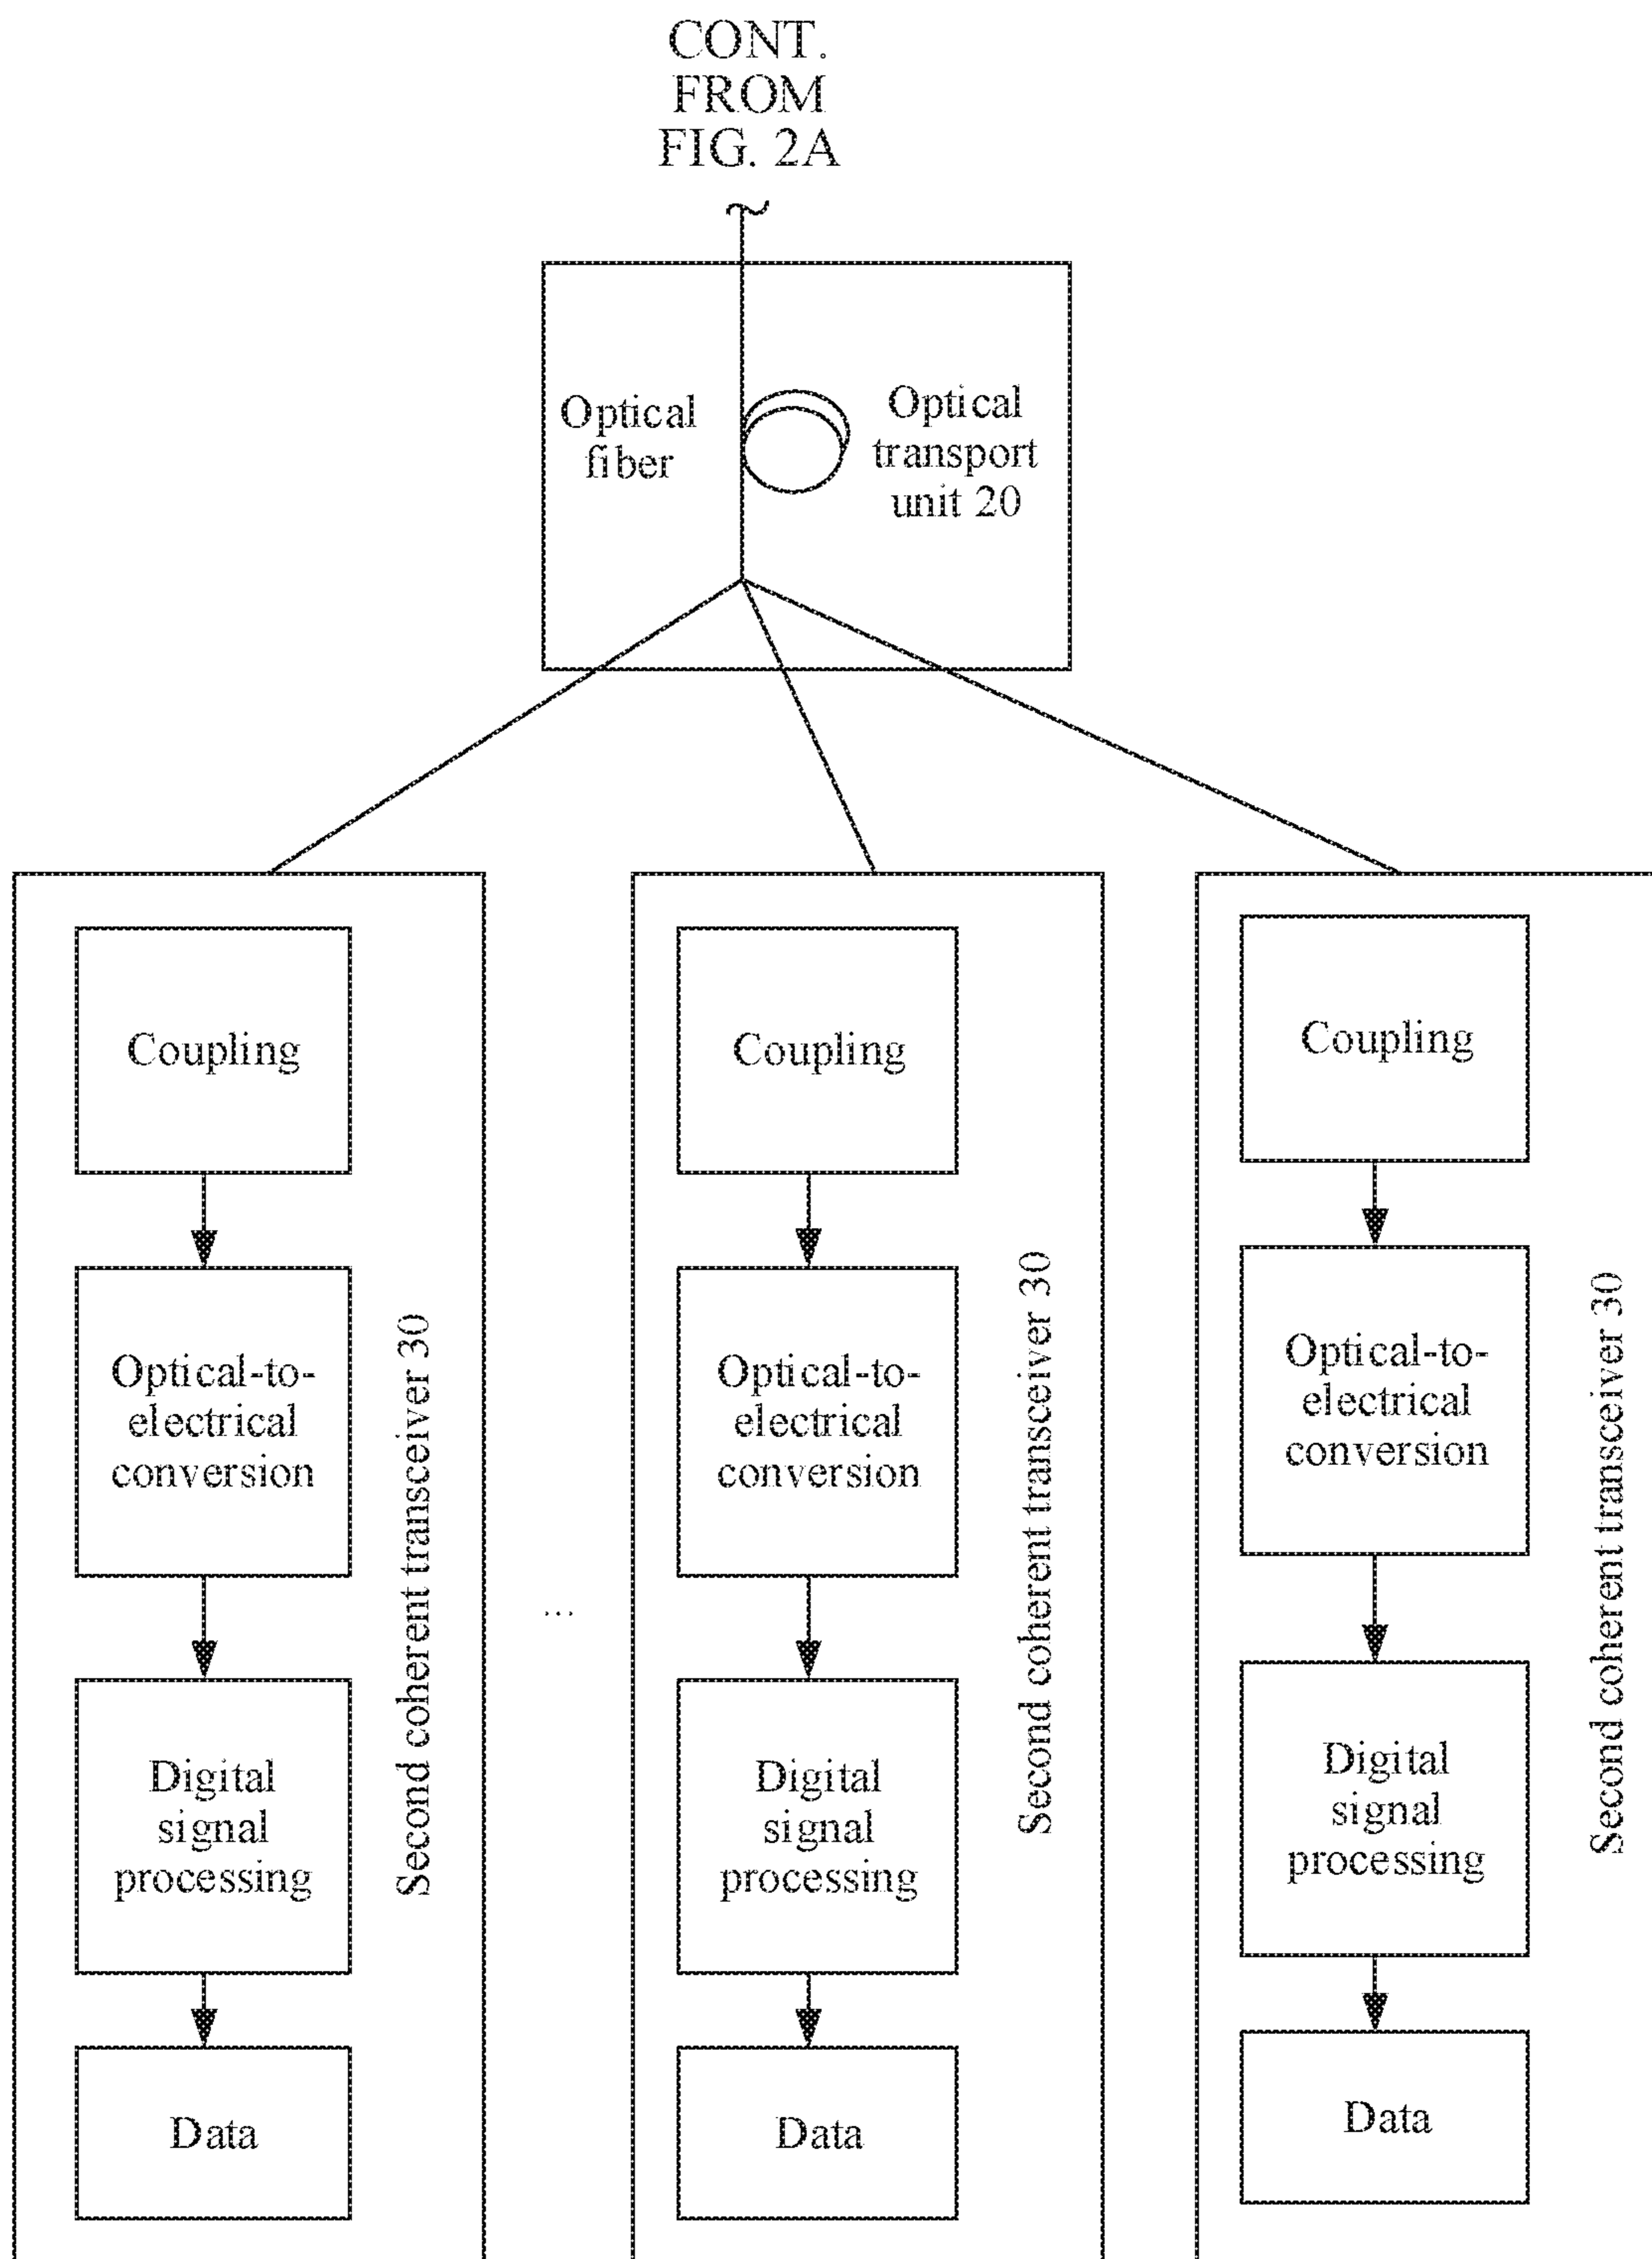 CONT.
FROM
FIG. 2A
Optical
fiber
Optical
transport
unit 20
Coupling
Optical-to-
electrical
conversion
Digital
signal
processing
Data
Second coherent transceiver 30
...
Coupling
Optical-to-
electrical
conversion
Digital
signal
processing
Data
Second coherent transceiver 30
Coupling
Optical-to-
electrical
conversion
Digital
signal
processing
Data
Second coherent transceiver 30